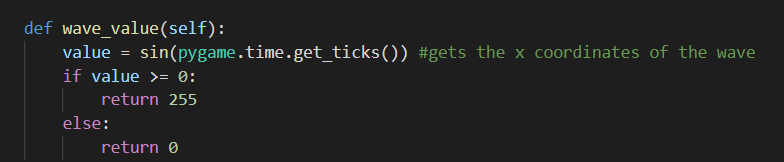 def wave_value(self):
    value = sin(pygame.time.get_ticks()) #gets the x coordinates of the wave
    if value >= 0:
        return 255
    else:
        return 0